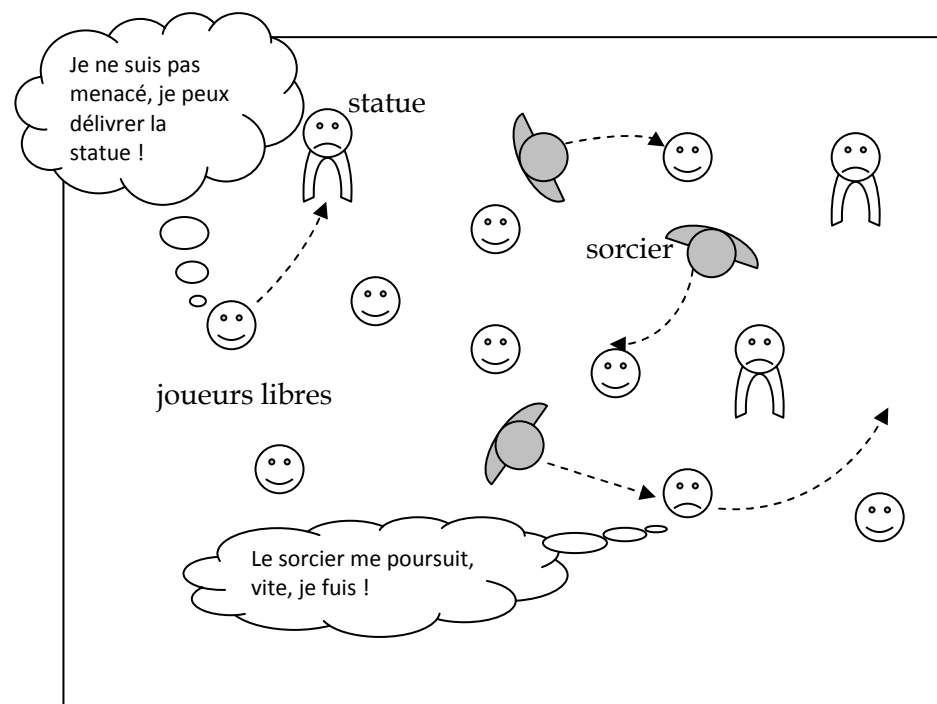 Je ne suis pas
menacé, je peux
délivrer la
statue !
statue
sorcier
joueurs libres
Le sorcier me poursuit,
vite, je fuis !